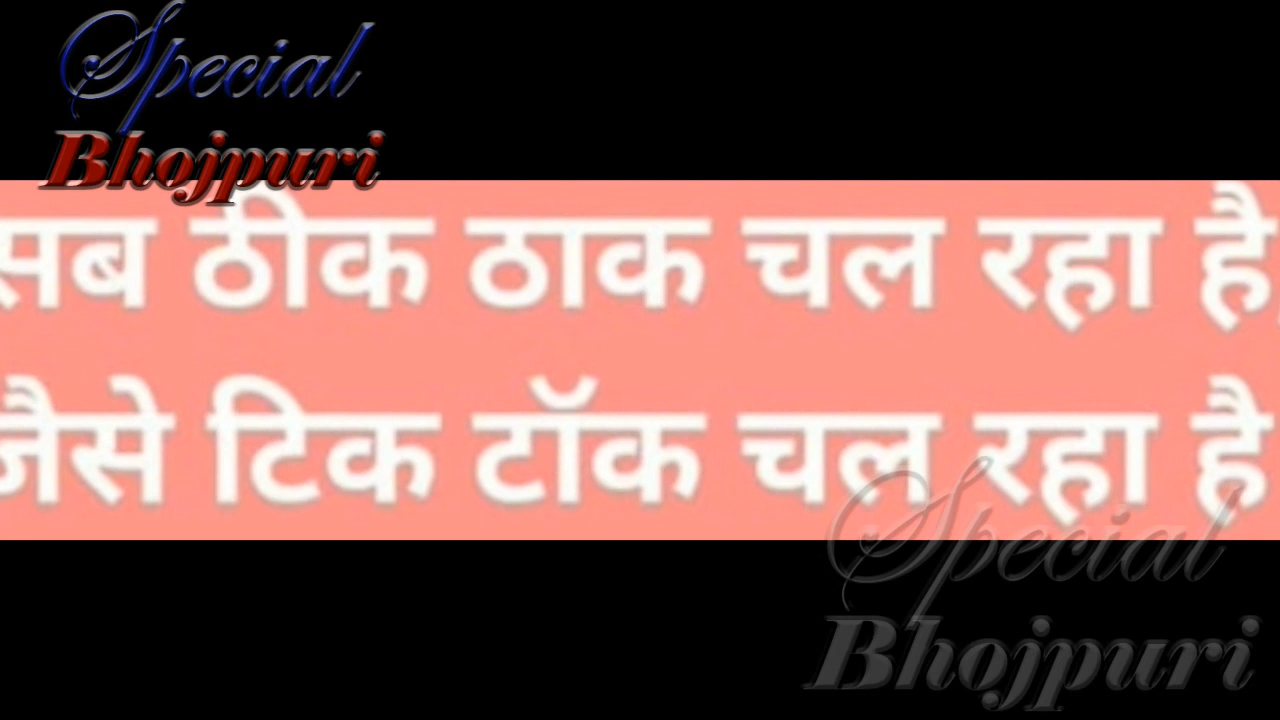 Special
Bhojpuri
सब ठीक ठाक चल रहा है,
जैसे टिक टॉक चल रहा है
Special
Bhojpuri